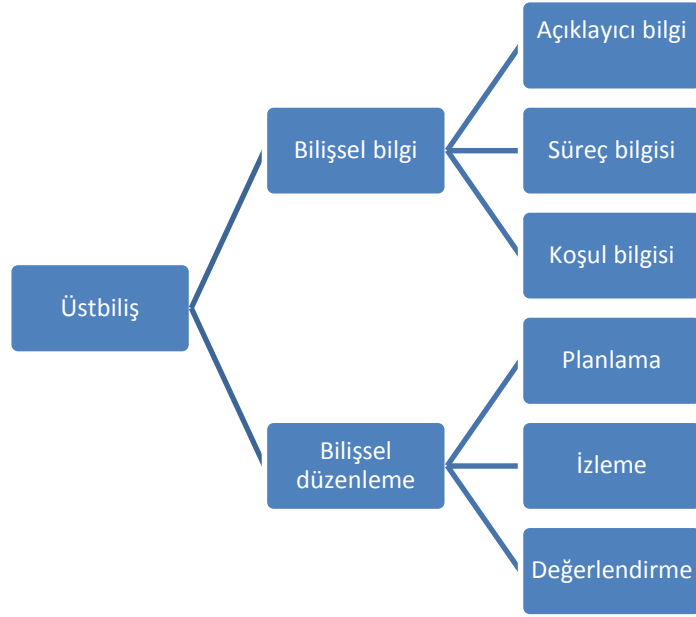 Üstbiliş
Bilişsel bilgi
Açıklayıcı bilgi
Süreç bilgisi
Koşul bilgisi
Bilişsel
düzenleme
Planlama
İzleme
Değerlendirme